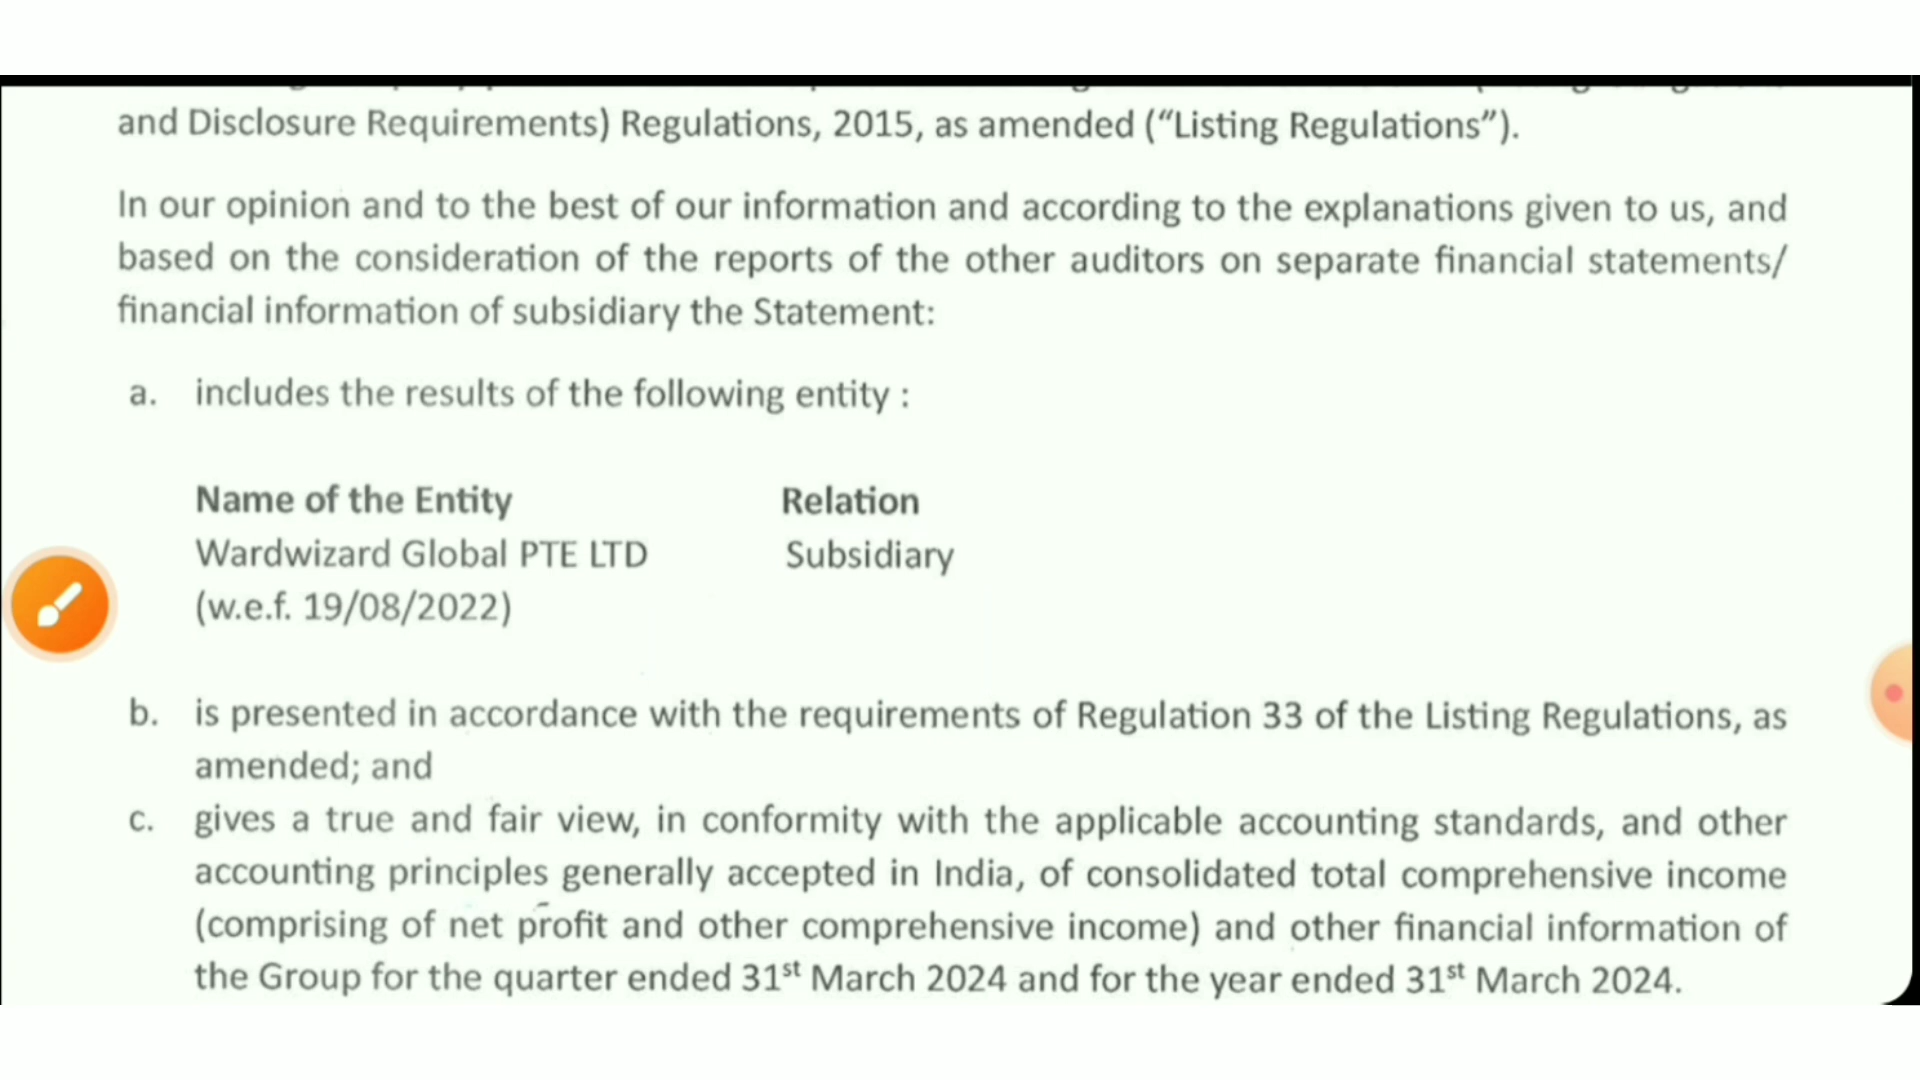 and Disclosure Requirements) Regulations, 2015, as amended (“Listing Regulations”).
In our opinion and to the best of our information and according to the explanations given to us, and
based on the consideration of the reports of the other auditors on separate financial statements/
financial information of subsidiary the Statement:
a. includes the results of the following entity :
Name of the Entity Relation
Wardwizard Global PTE LTD Subsidiary
(w.e.f. 19/08/2022)
b. is presented in accordance with the requirements of Regulation 33 of the Listing Regulations, as
amended; and
c. gives a true and fair view, in conformity with the applicable accounting standards, and other
accounting principles generally accepted in India, of consolidated total comprehensive income
(comprising of net profit and other comprehensive income) and other financial information of
the Group for the quarter ended 31st March 2024 and for the year ended 31st March 2024.